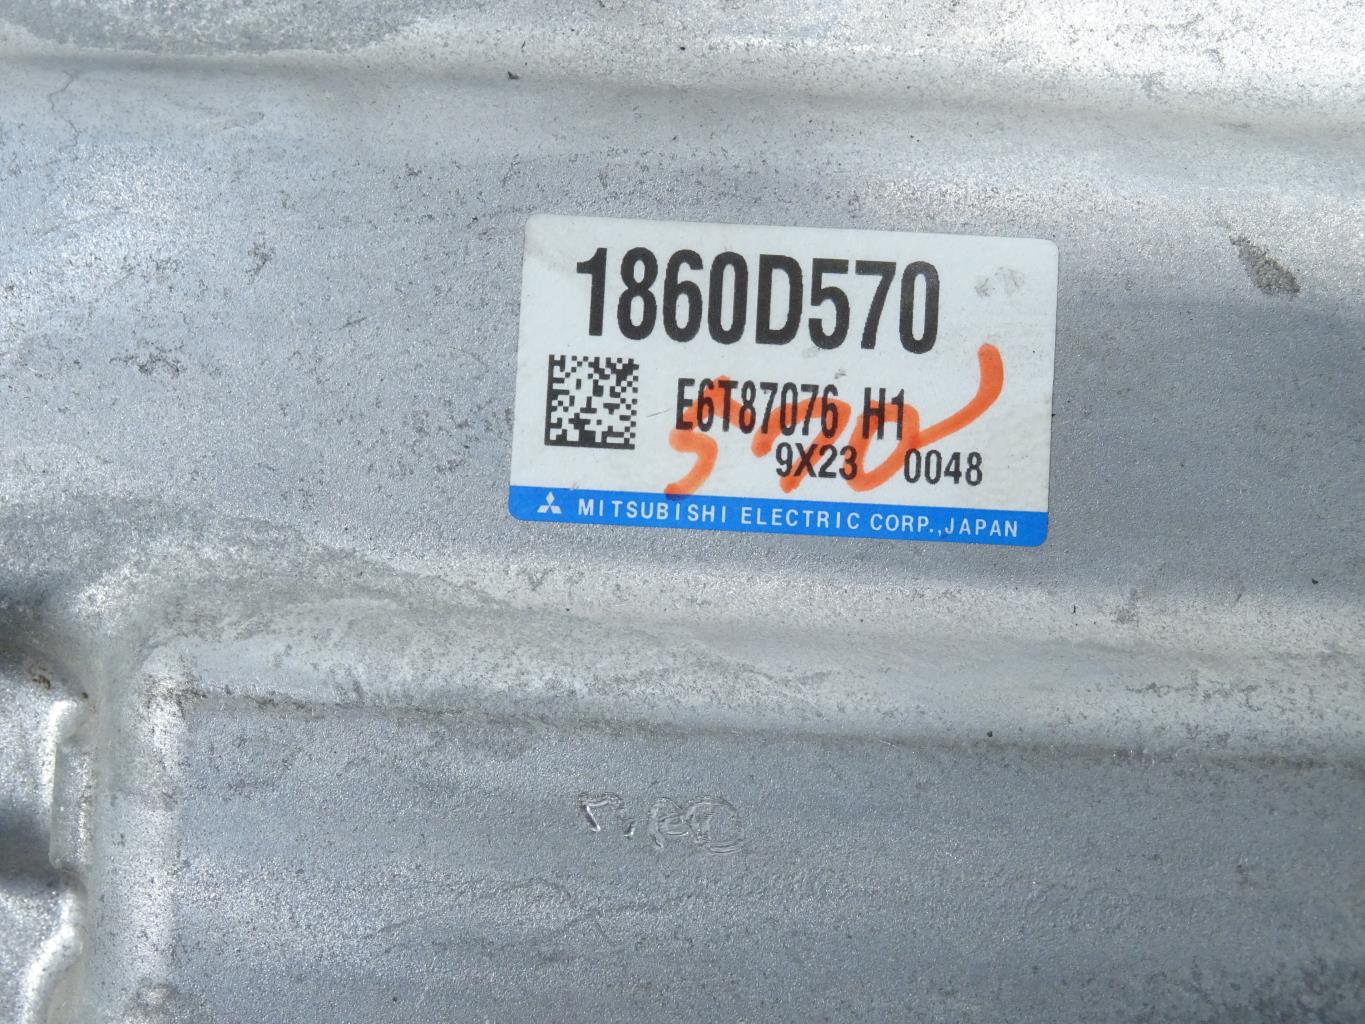 1860D570
E6T87076 H1
9X23 0048
MITSUBISHI ELECTRIC CORP., JAPAN